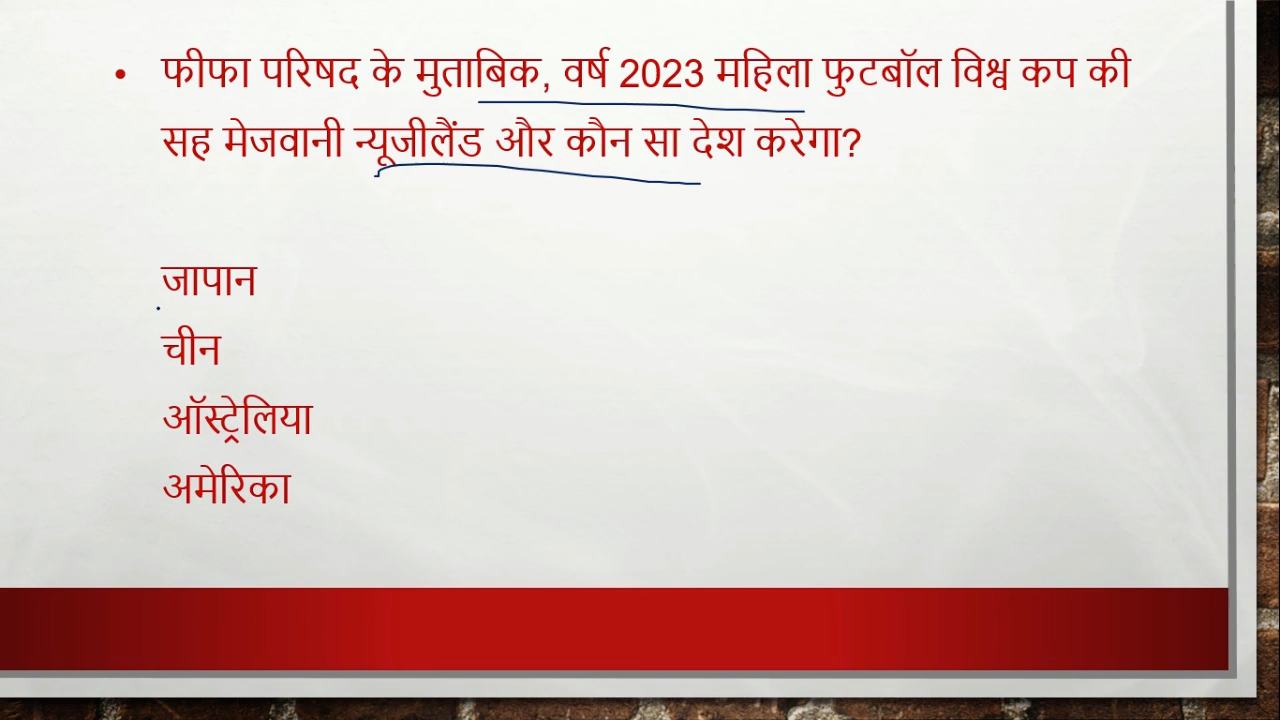 • फीफा परिषद के मुताबिक, वर्ष 2023 महिला फुटबॉल विश्व कप की
सह मेजवानी न्यूजीलैंड और कौन सा देश करेगा?
जापान
चीन
ऑस्ट्रेलिया
अमेरिका